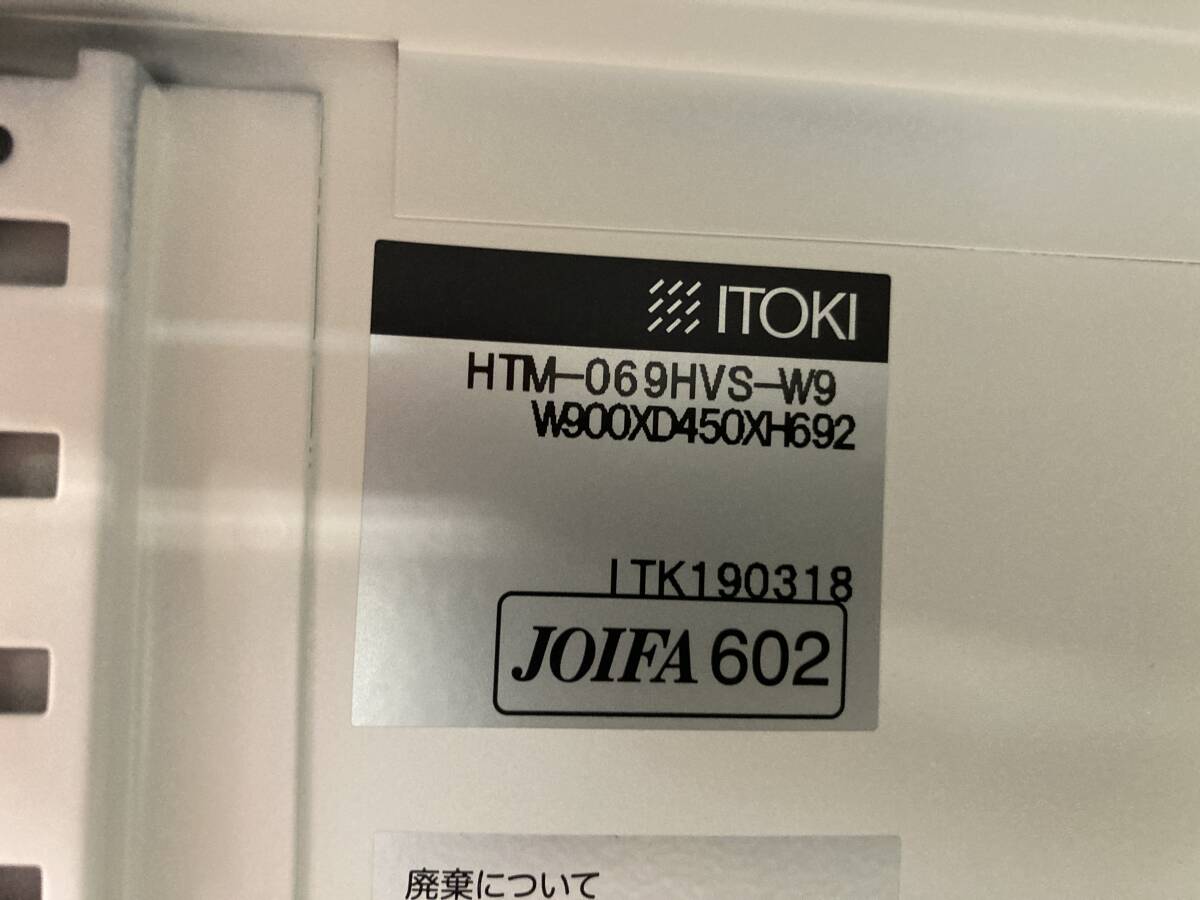 ITOKI
HTM-069HVS-W9
W900XD450XH692
ITK190318
JOIFA 602
廃棄について